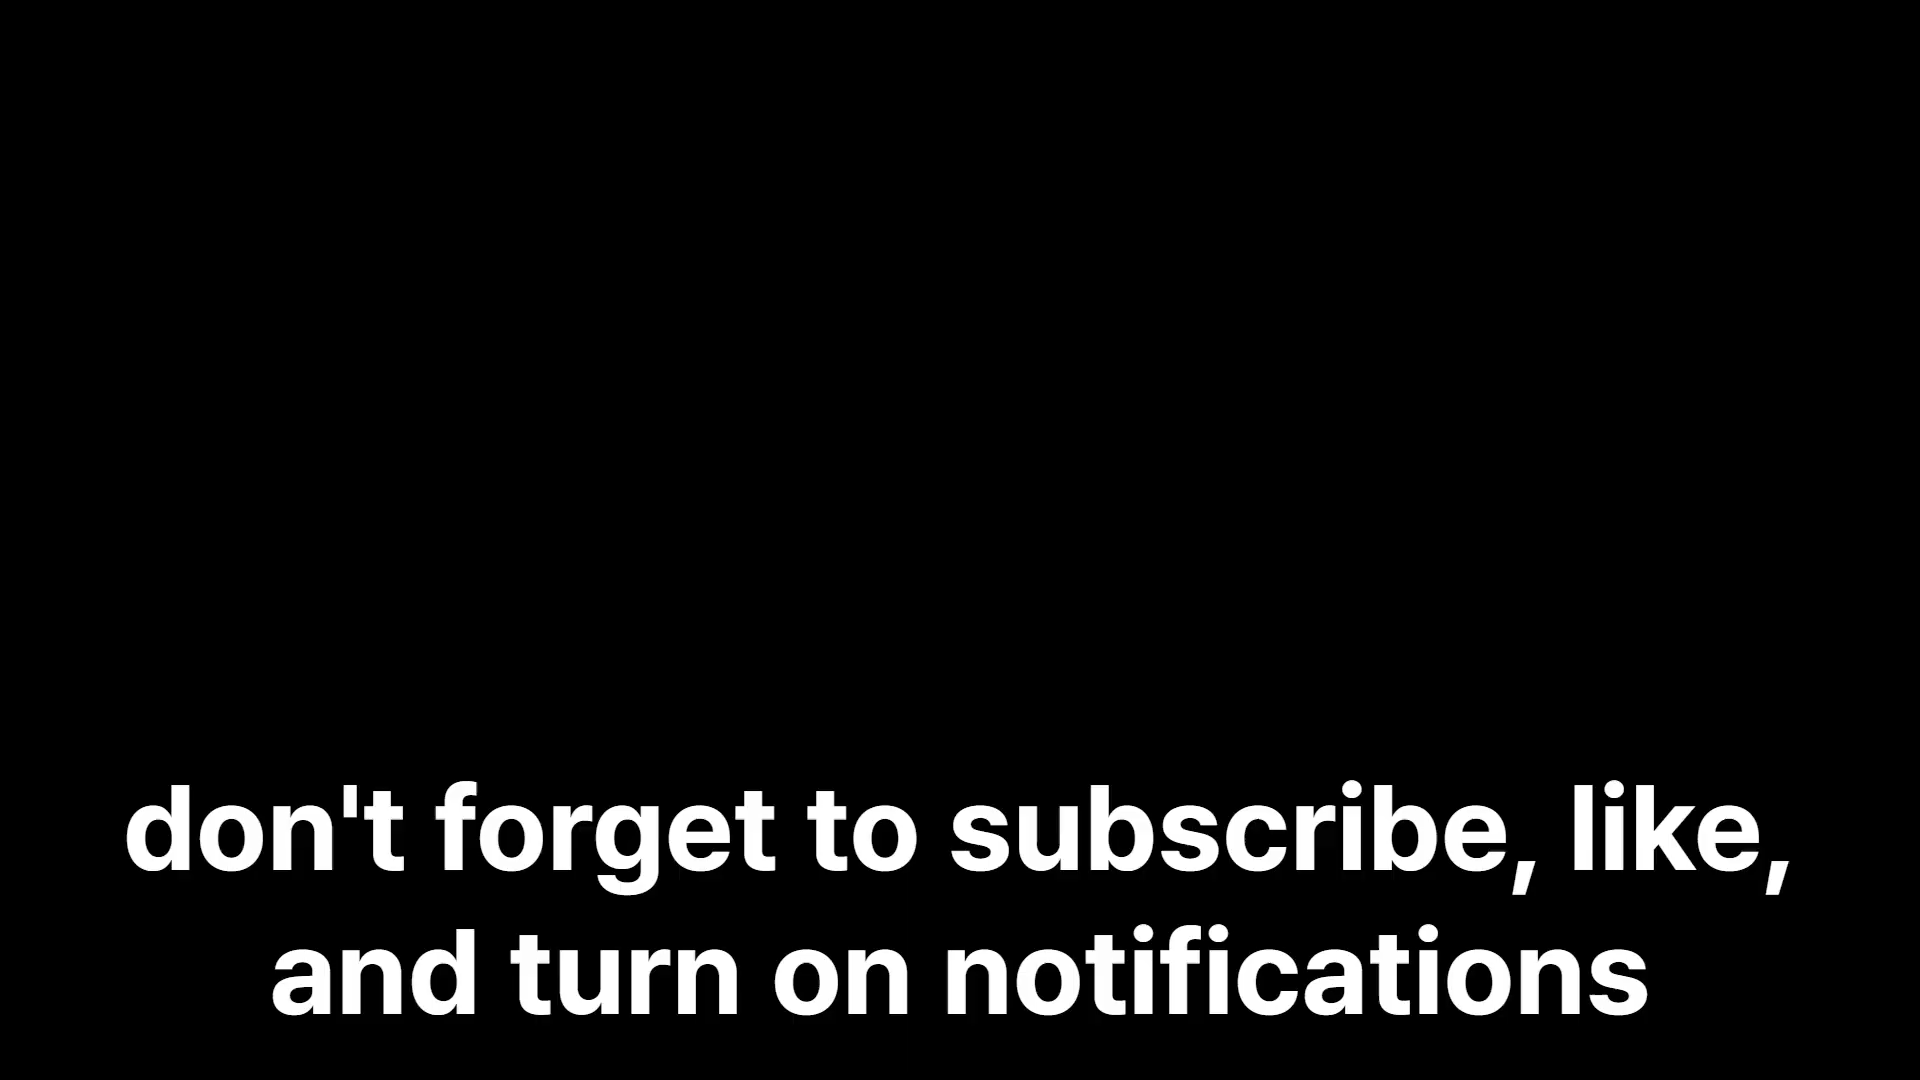 don't forget to subscribe, like,
and turn on notifications